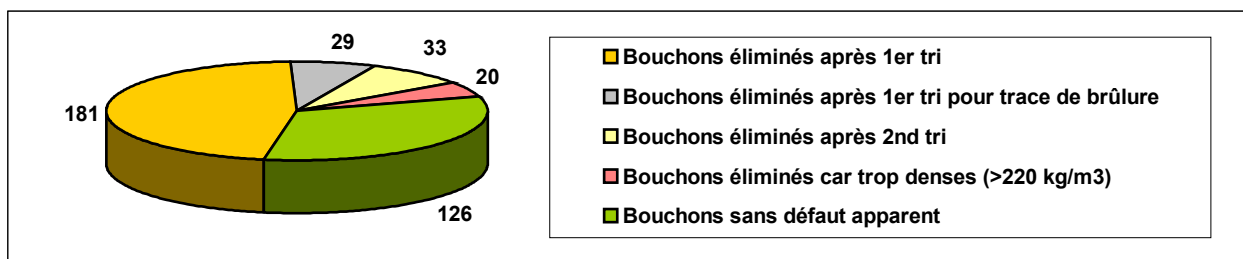 29
33
20
181
126
Bouchons éliminés après 1er tri
Bouchons éliminés après 1er tri pour trace de brûlure
Bouchons éliminés après 2nd tri
Bouchons éliminés car trop denses (>220 kg/m3)
Bouchons sans défaut apparent